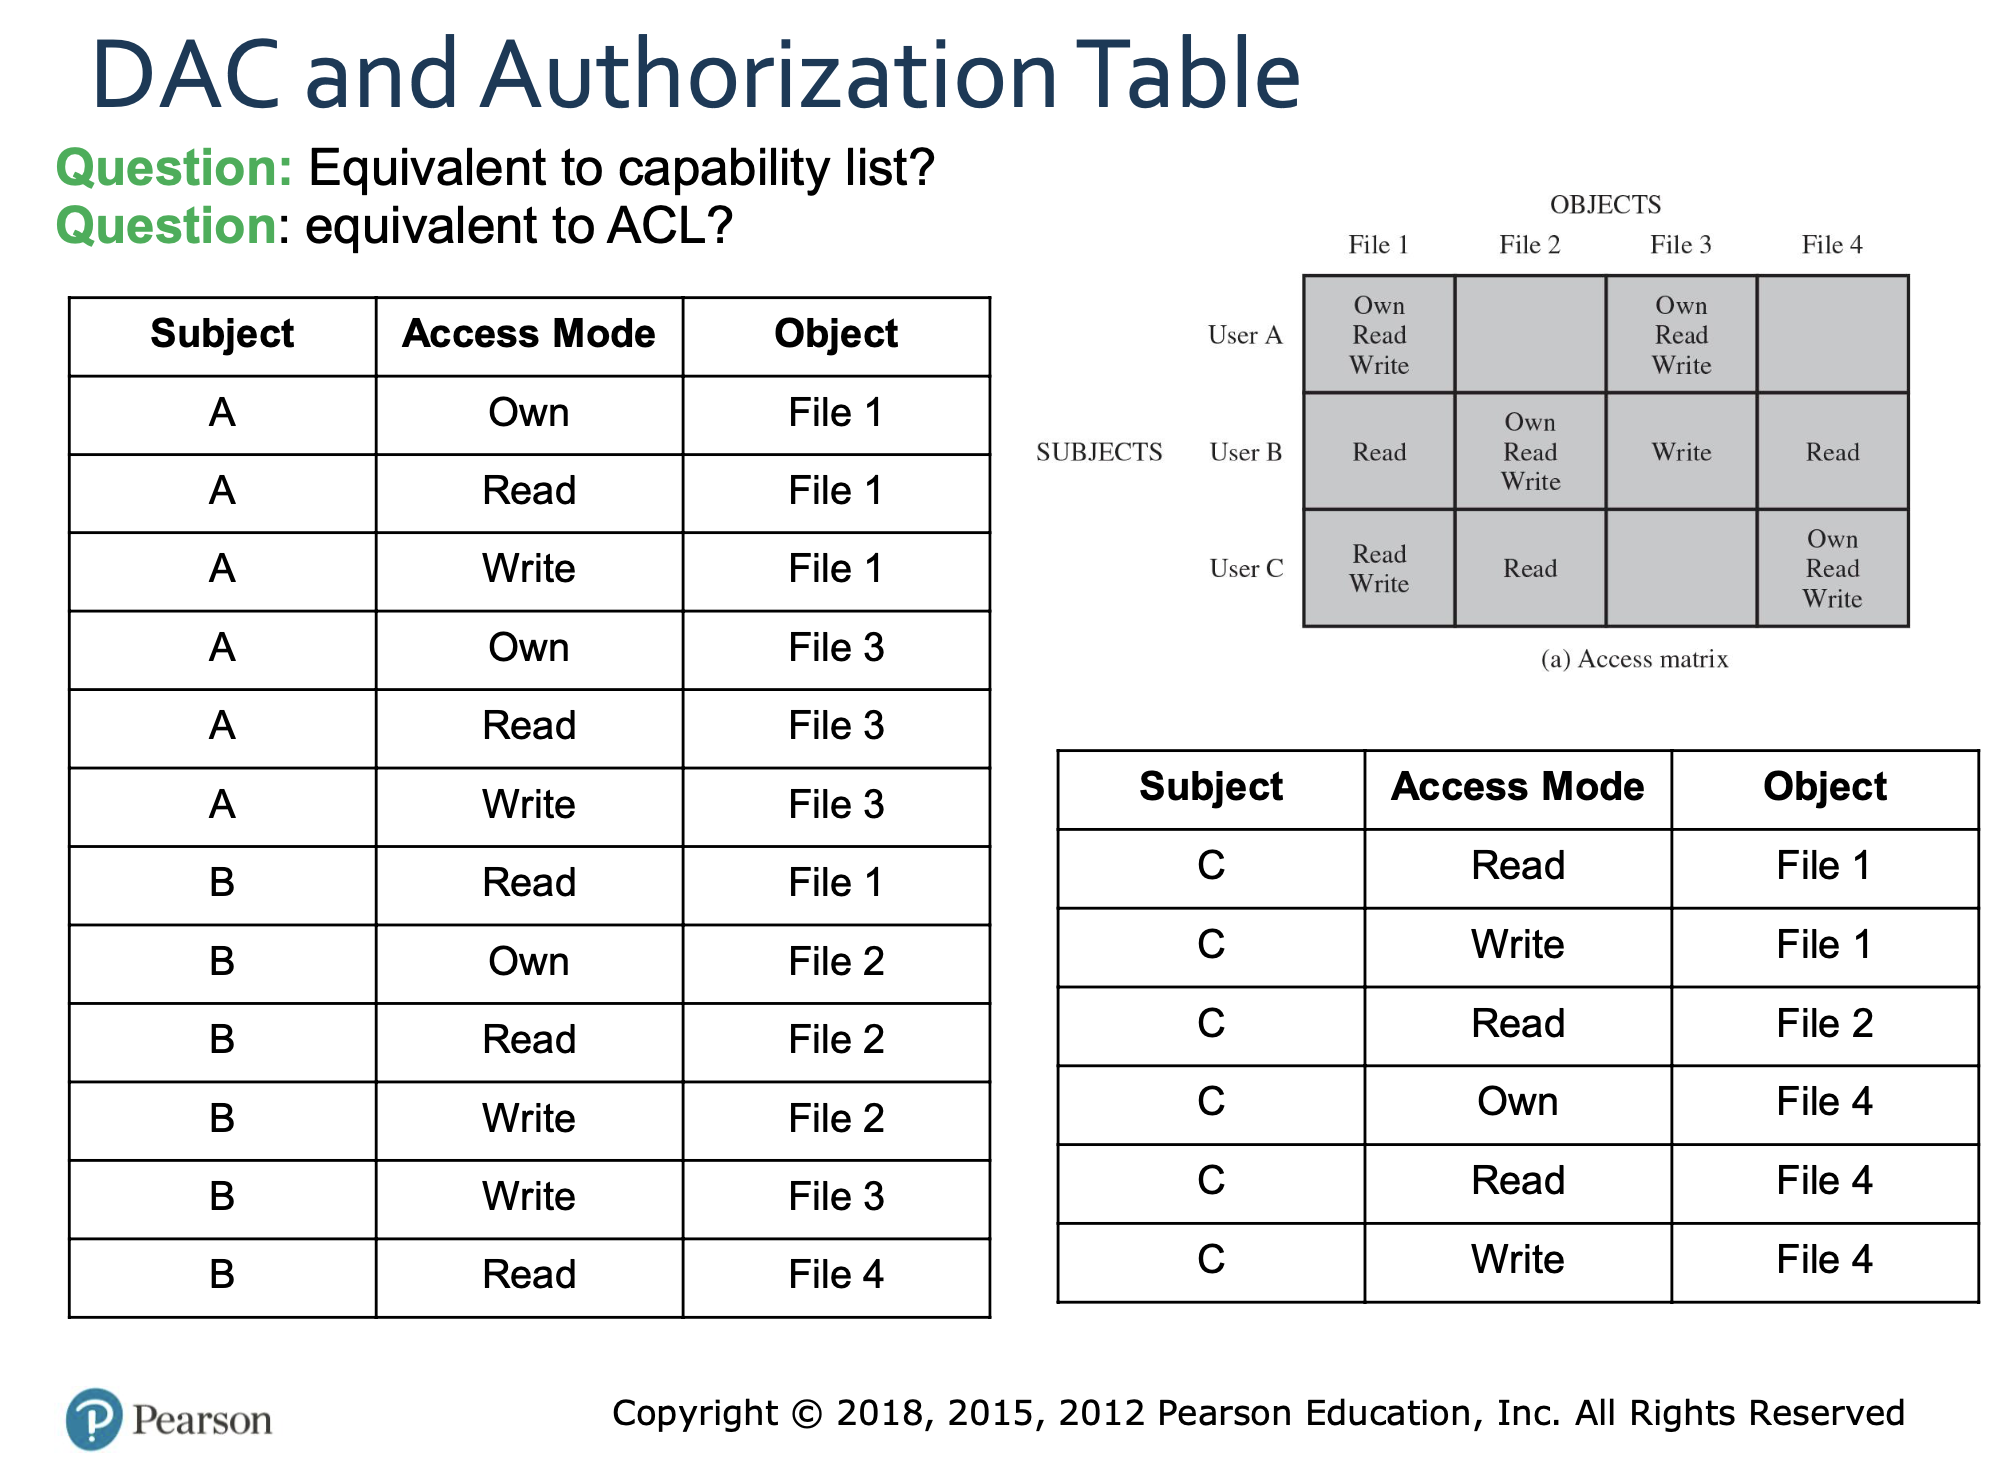 DAC and Authorization Table
Question: Equivalent to capability list?
Question: equivalent to ACL?
Subject Access Mode Object
A Own File 1
A Read File 1
A Write File 1
A Own File 3
A Read File 3
A Write File 3
B Read File 1
B Own File 2
B Read File 2
B Write File 2
B Write File 3
B Read File 4
OBJECTS
File 1 File 2 File 3 File 4
SUBJECTS
User A
Own
Read
Write
Own
Read
Write
User B
Read
Own
Read
Write
Write
Read
User C
Read
Write
Read
Own
Read
Write
(a) Access matrix
Subject Access Mode Object
C Read File 1
C Write File 1
C Read File 2
C Own File 4
C Read File 4
C Write File 4
P Pearson
Copyright © 2018, 2015, 2012 Pearson Education, Inc. All Rights Reserved